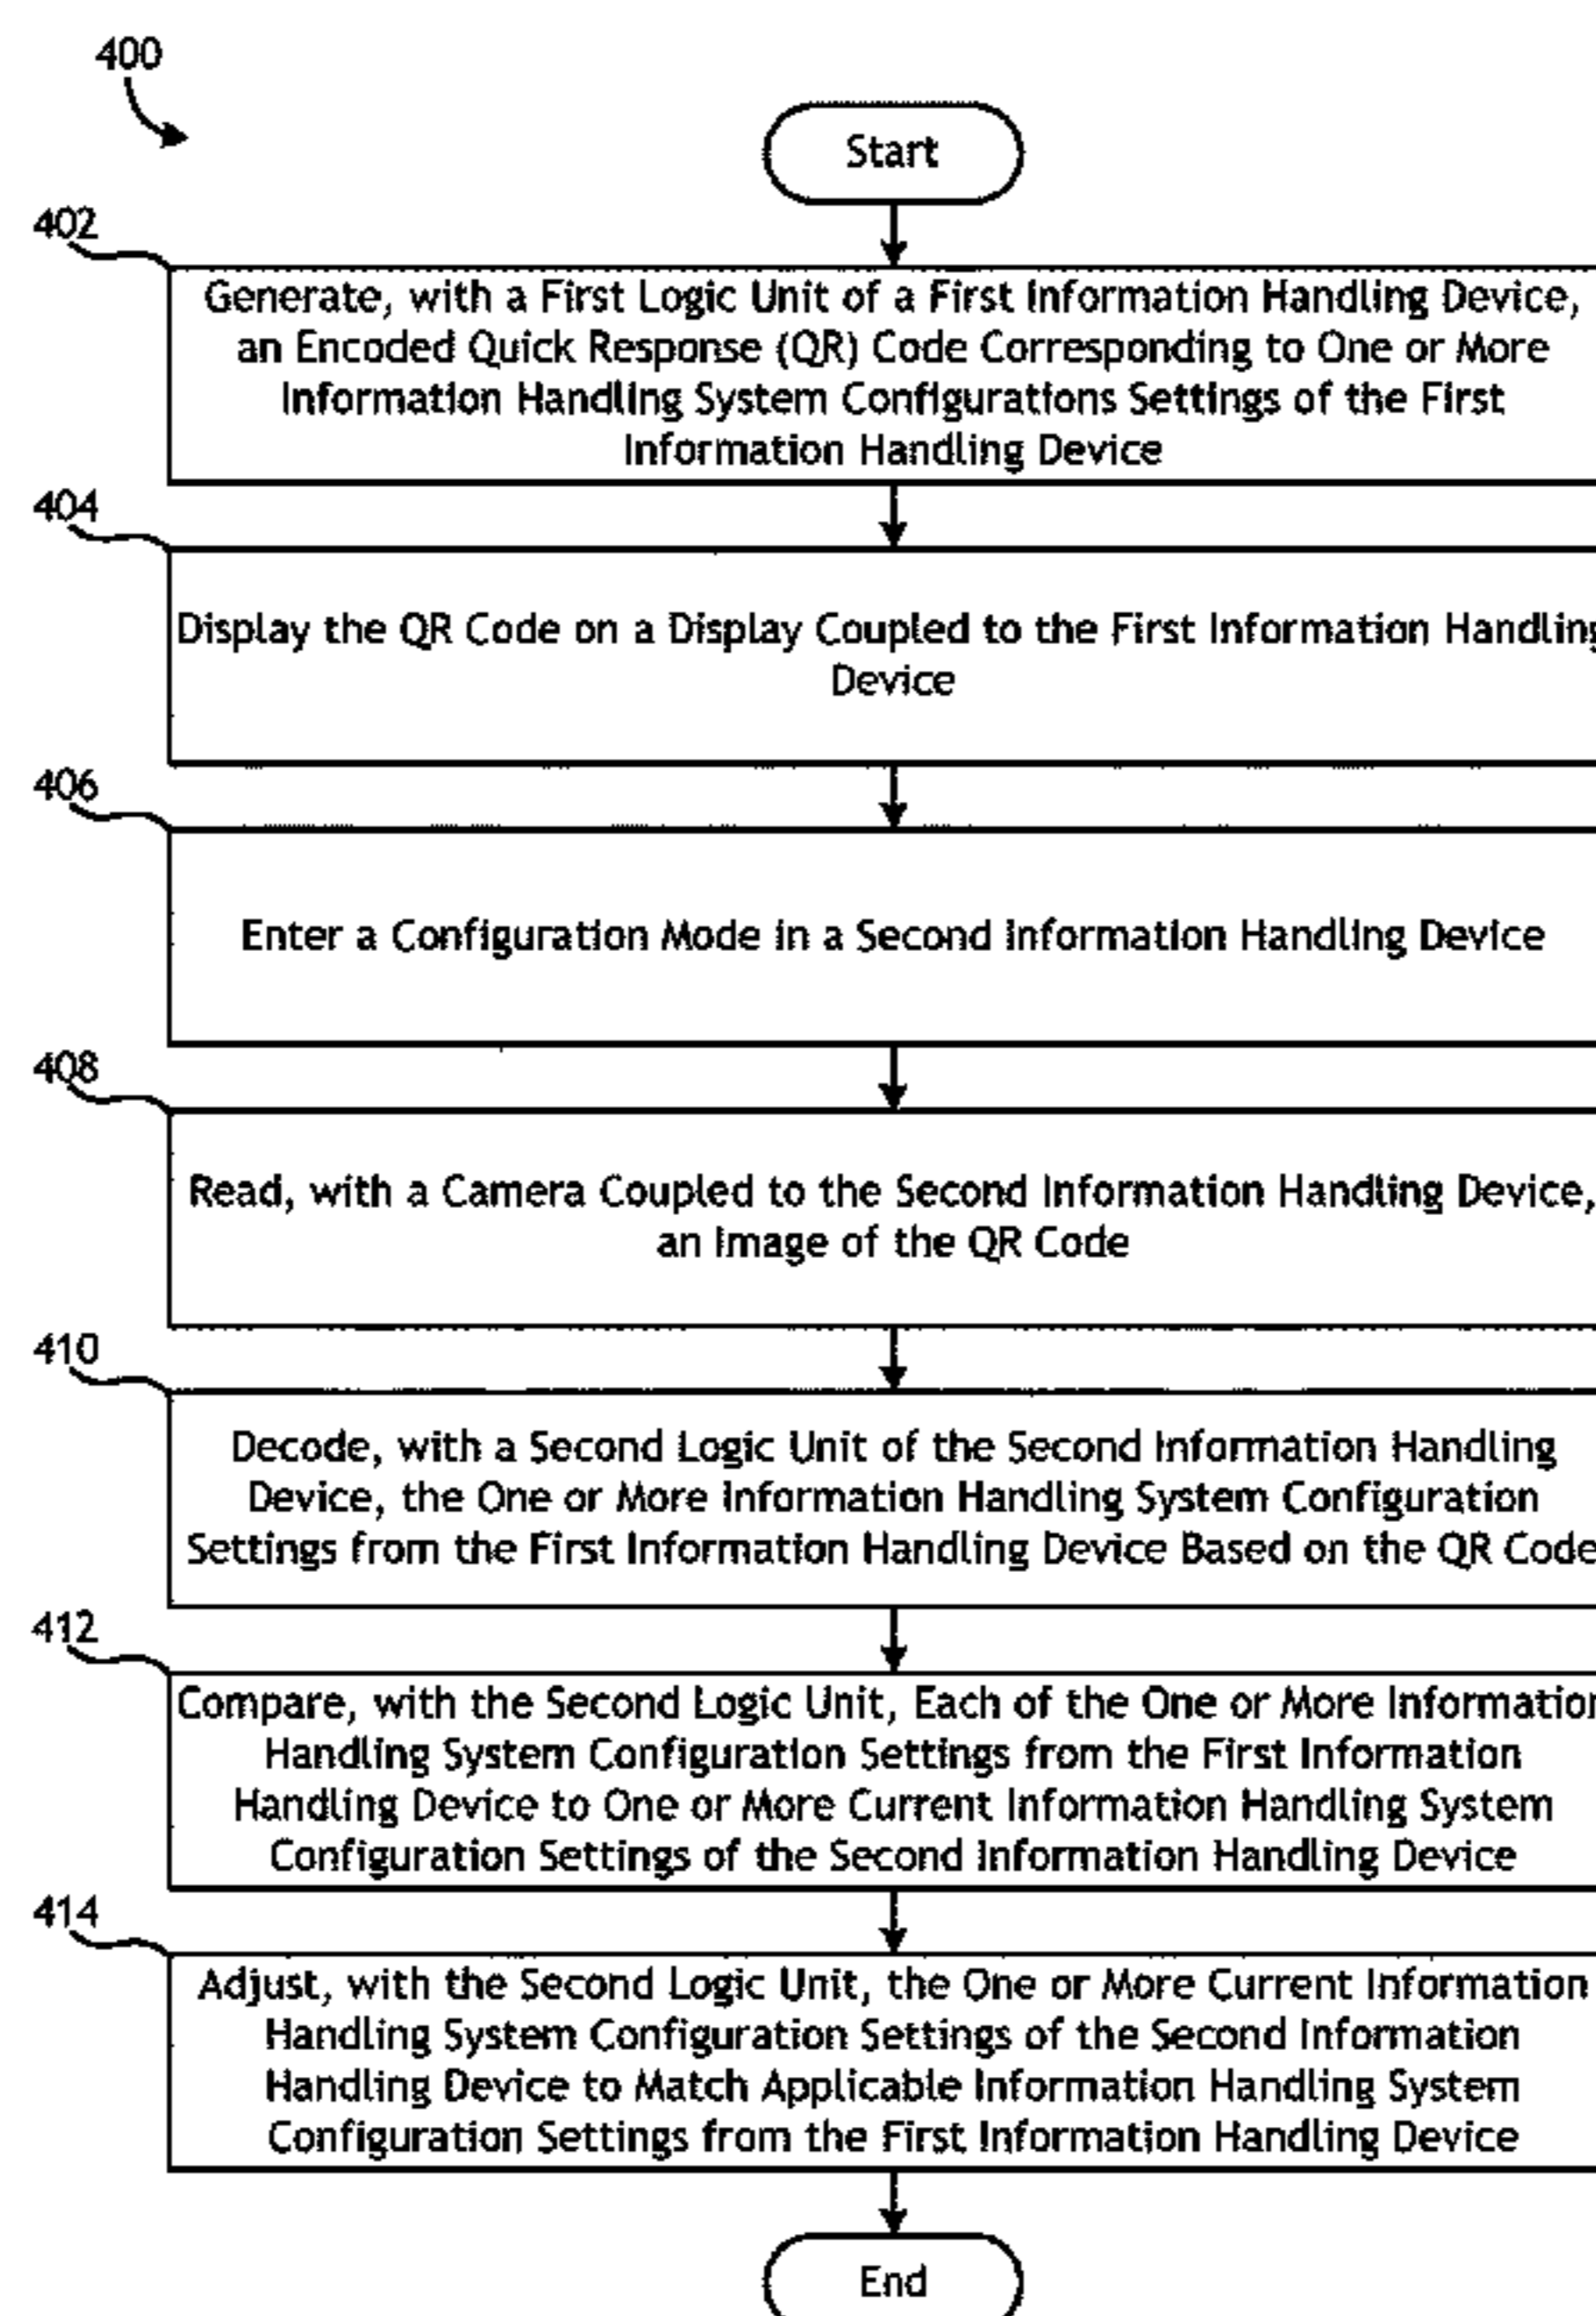 400
Start
402
Generate, with a First Logic Unit of a First Information Handling Device,
an Encoded Quick Response (QR) Code Corresponding to One or More
Information Handling System Configurations Settings of the First
Information Handling Device
404
Display the QR Code on a Display Coupled to the First Information Handling
Device
406
Enter a Configuration Mode in a Second Information Handling Device
408
Read, with a Camera Coupled to the Second Information Handling Device,
an Image of the QR Code
410
Decode, with a Second Logic Unit of the Second Information Handling
Device, the One or More Information Handling System Configuration
Settings from the First Information Handling Device Based on the QR Code
412
Compare, with the Second Logic Unit, Each of the One or More Information
Handling System Configuration Settings from the First Information
Handling Device to One or More Current Information Handling System
Configuration Settings of the Second Information Handling Device
414
Adjust, with the Second Logic Unit, the One or More Current Information
Handling System Configuration Settings of the Second Information
Handling Device to Match Applicable Information Handling System
Configuration Settings from the First Information Handling Device
End